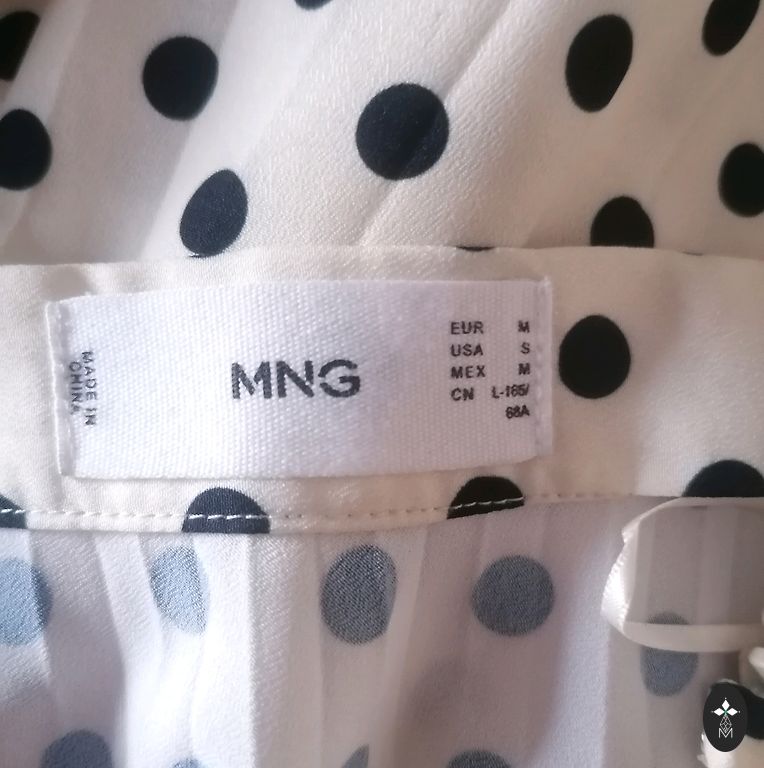 MADE IN
CHINA
MNG
EUR M
USA S
MEX M
CN L-165/
68A
M